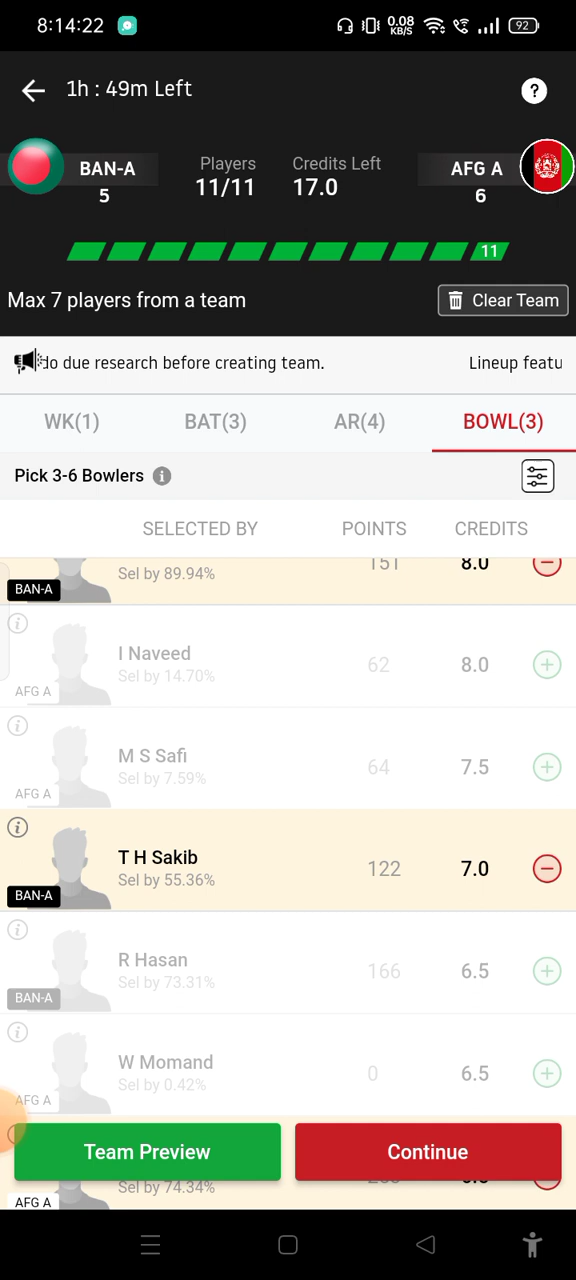 8:14:22 0.08 KB/S 92
1h : 49m Left ?
BAN-A Players Credits Left AFG A
5 11/11 17.0 6
11
Max 7 players from a team Clear Team
do due research before creating team. Lineup featu
WK(1) BAT(3) AR(4) BOWL(3)
Pick 3-6 Bowlers i
SELECTED BY POINTS CREDITS
Sel by 89.94% 151 8.0
BAN-A
i
I Naveed
Sel by 14.70% 62 8.0
AFG A
i
M S Safi
Sel by 7.59% 64 7.5
AFG A
i
T H Sakib
Sel by 55.36% 122 7.0
BAN-A
i
R Hasan
Sel by 73.31% 166 6.5
BAN-A
i
W Momand
Sel by 0.42% 0 6.5
AFG A
Team Preview Continue
Sel by 74.34%
AFG A